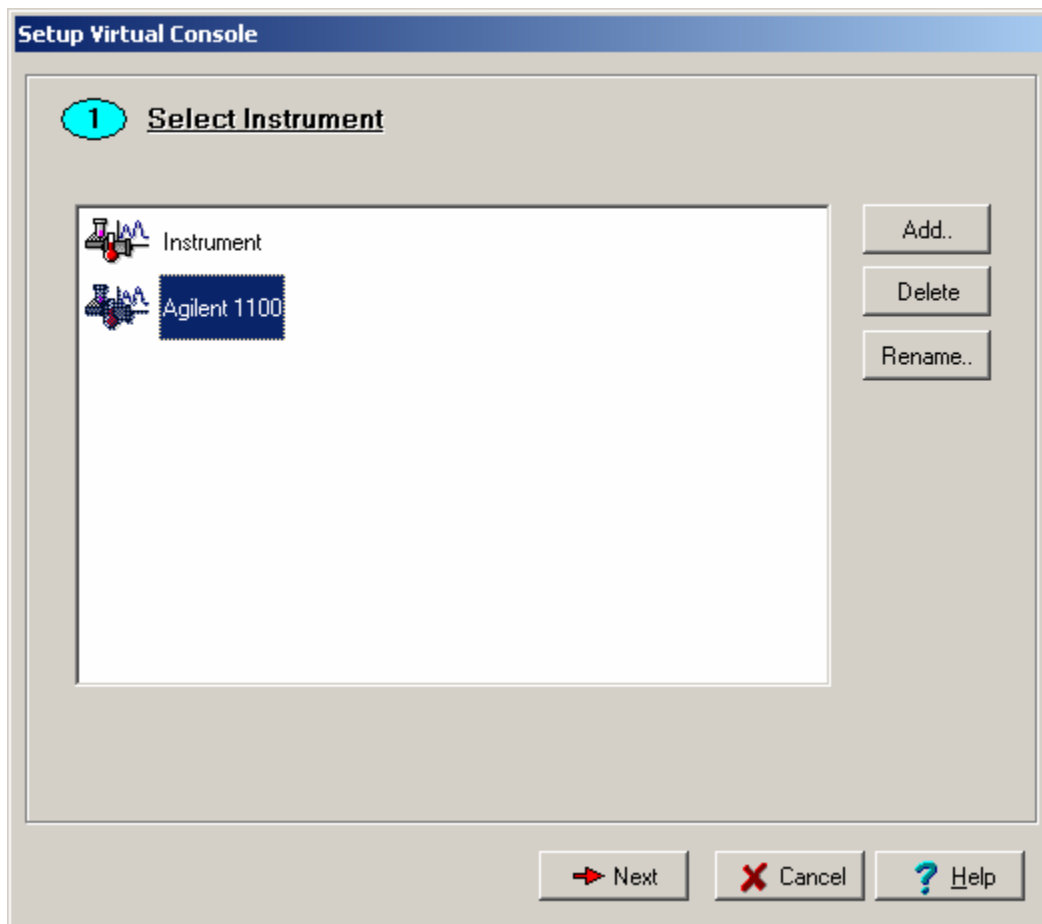 Setup Virtual Console
1 Select Instrument
Instrument
Agilent 1100
Add..
Delete
Rename..
Next
Cancel
Help